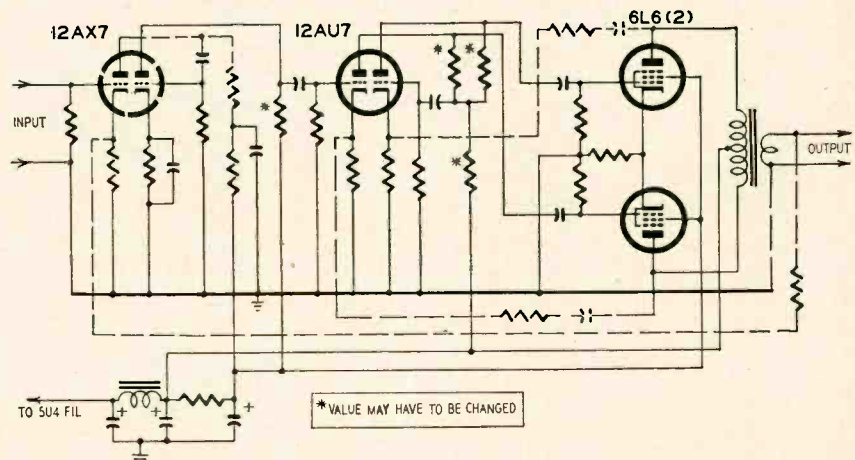 12AX7
12AU7
6L6(2)
*
*
*
INPUT
*
OUTPUT
+
+
+
TO 5U4 FIL
*VALUE MAY HAVE TO BE CHANGED